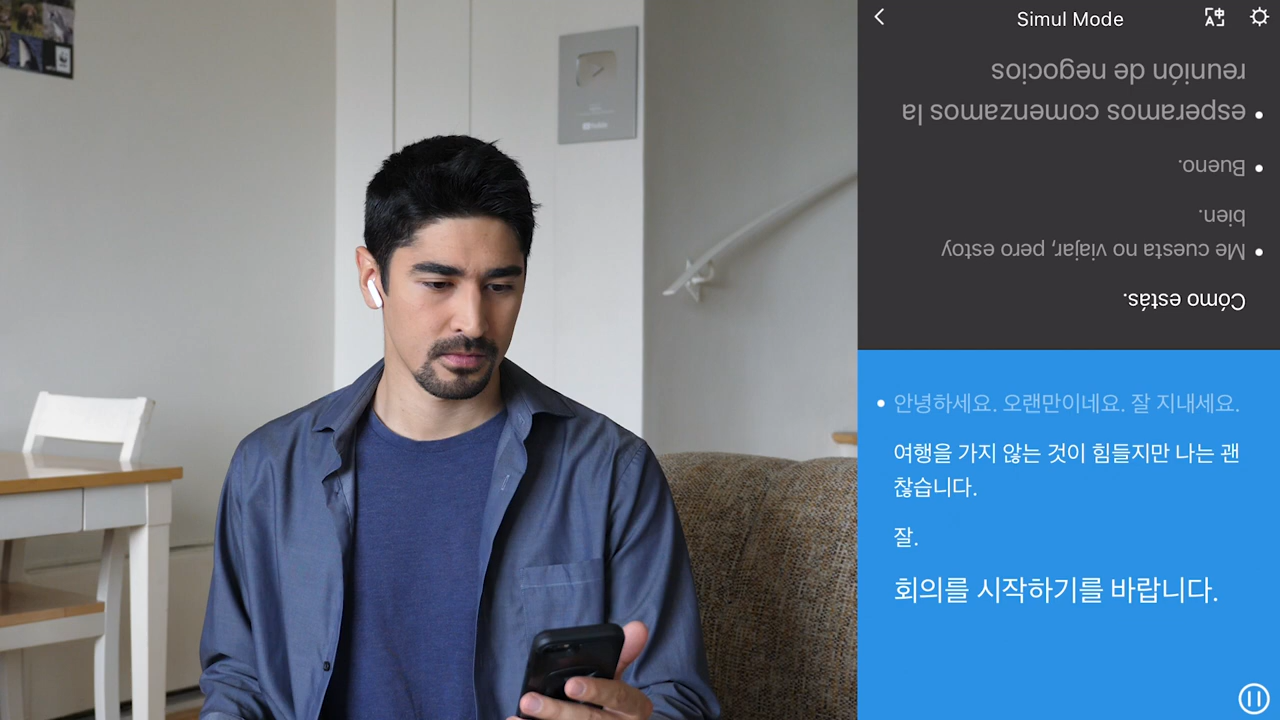 Simul Mode
Cómo estás.
Me cuesta no viajar, pero estoy
bien.
Bueno.
esperamos comenzamos la
reunión de negocios
안녕하세요. 오랜만이네요. 잘 지내세요.
여행을 가지 않는 것이 힘들지만 나는 괜
찮습니다.
잘.
회의를 시작하기를 바랍니다.